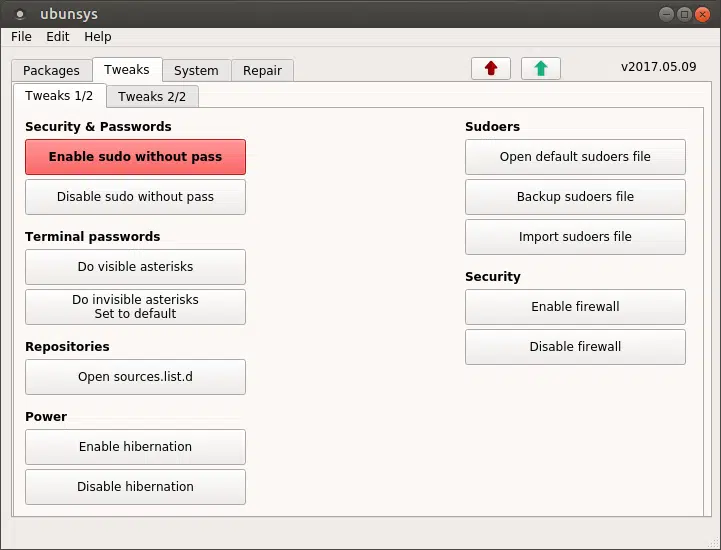 ubunsys
File Edit Help
Packages Tweaks System Repair v2017.05.09
Tweaks 1/2 Tweaks 2/2
Security & Passwords
Enable sudo without pass
Disable sudo without pass
Terminal passwords
Do visible asterisks
Do invisible asterisks
Set to default
Repositories
Open sources.list.d
Power
Enable hibernation
Disable hibernation
Sudoers
Open default sudoers file
Backup sudoers file
Import sudoers file
Security
Enable firewall
Disable firewall